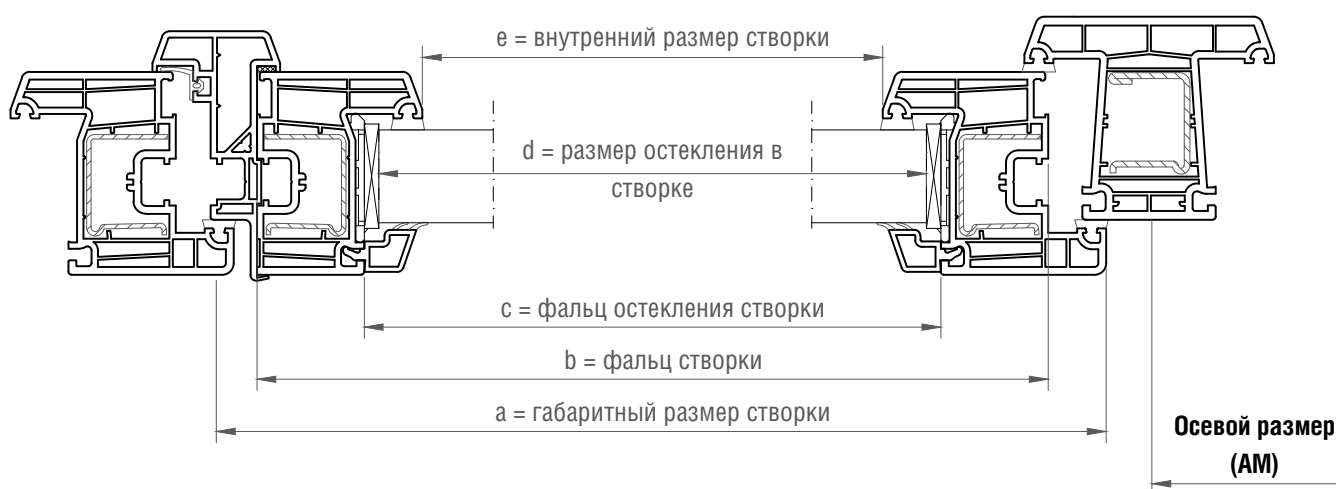 e = внутренний размер створки
d = размер остекления в
створке
c = фальц остекления створки
b = фальц створки
a = габаритный размер створки
Осевой размер
(AM)